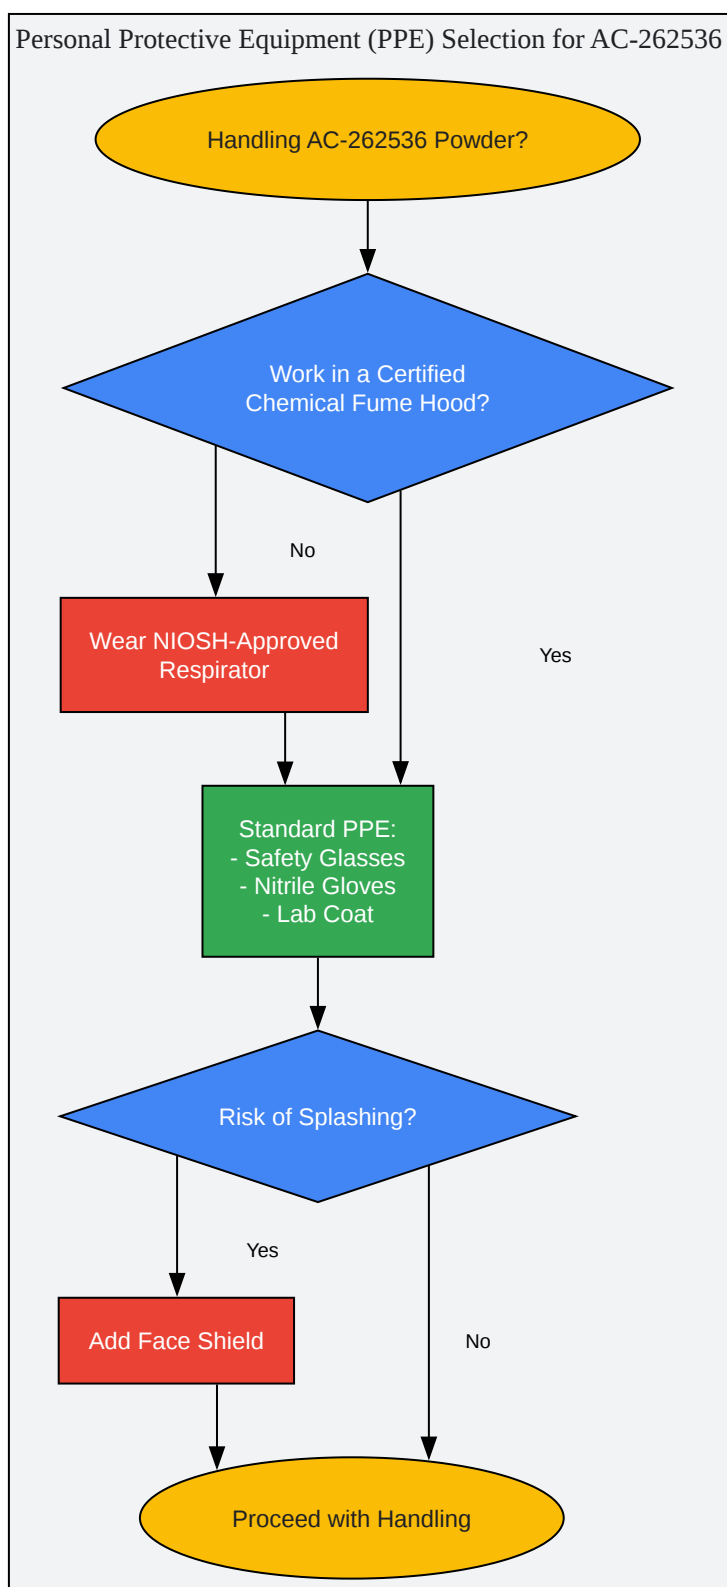 Personal Protective Equipment (PPE) Selection for AC-262536
Handling AC-262536 Powder?
Work in a Certified
Chemical Fume Hood?
No
Wear NIOSH-Approved
Respirator
Yes
Standard PPE:
- Safety Glasses
- Nitrile Gloves
- Lab Coat
Risk of Splashing?
Yes
Add Face Shield
No
Proceed with Handling